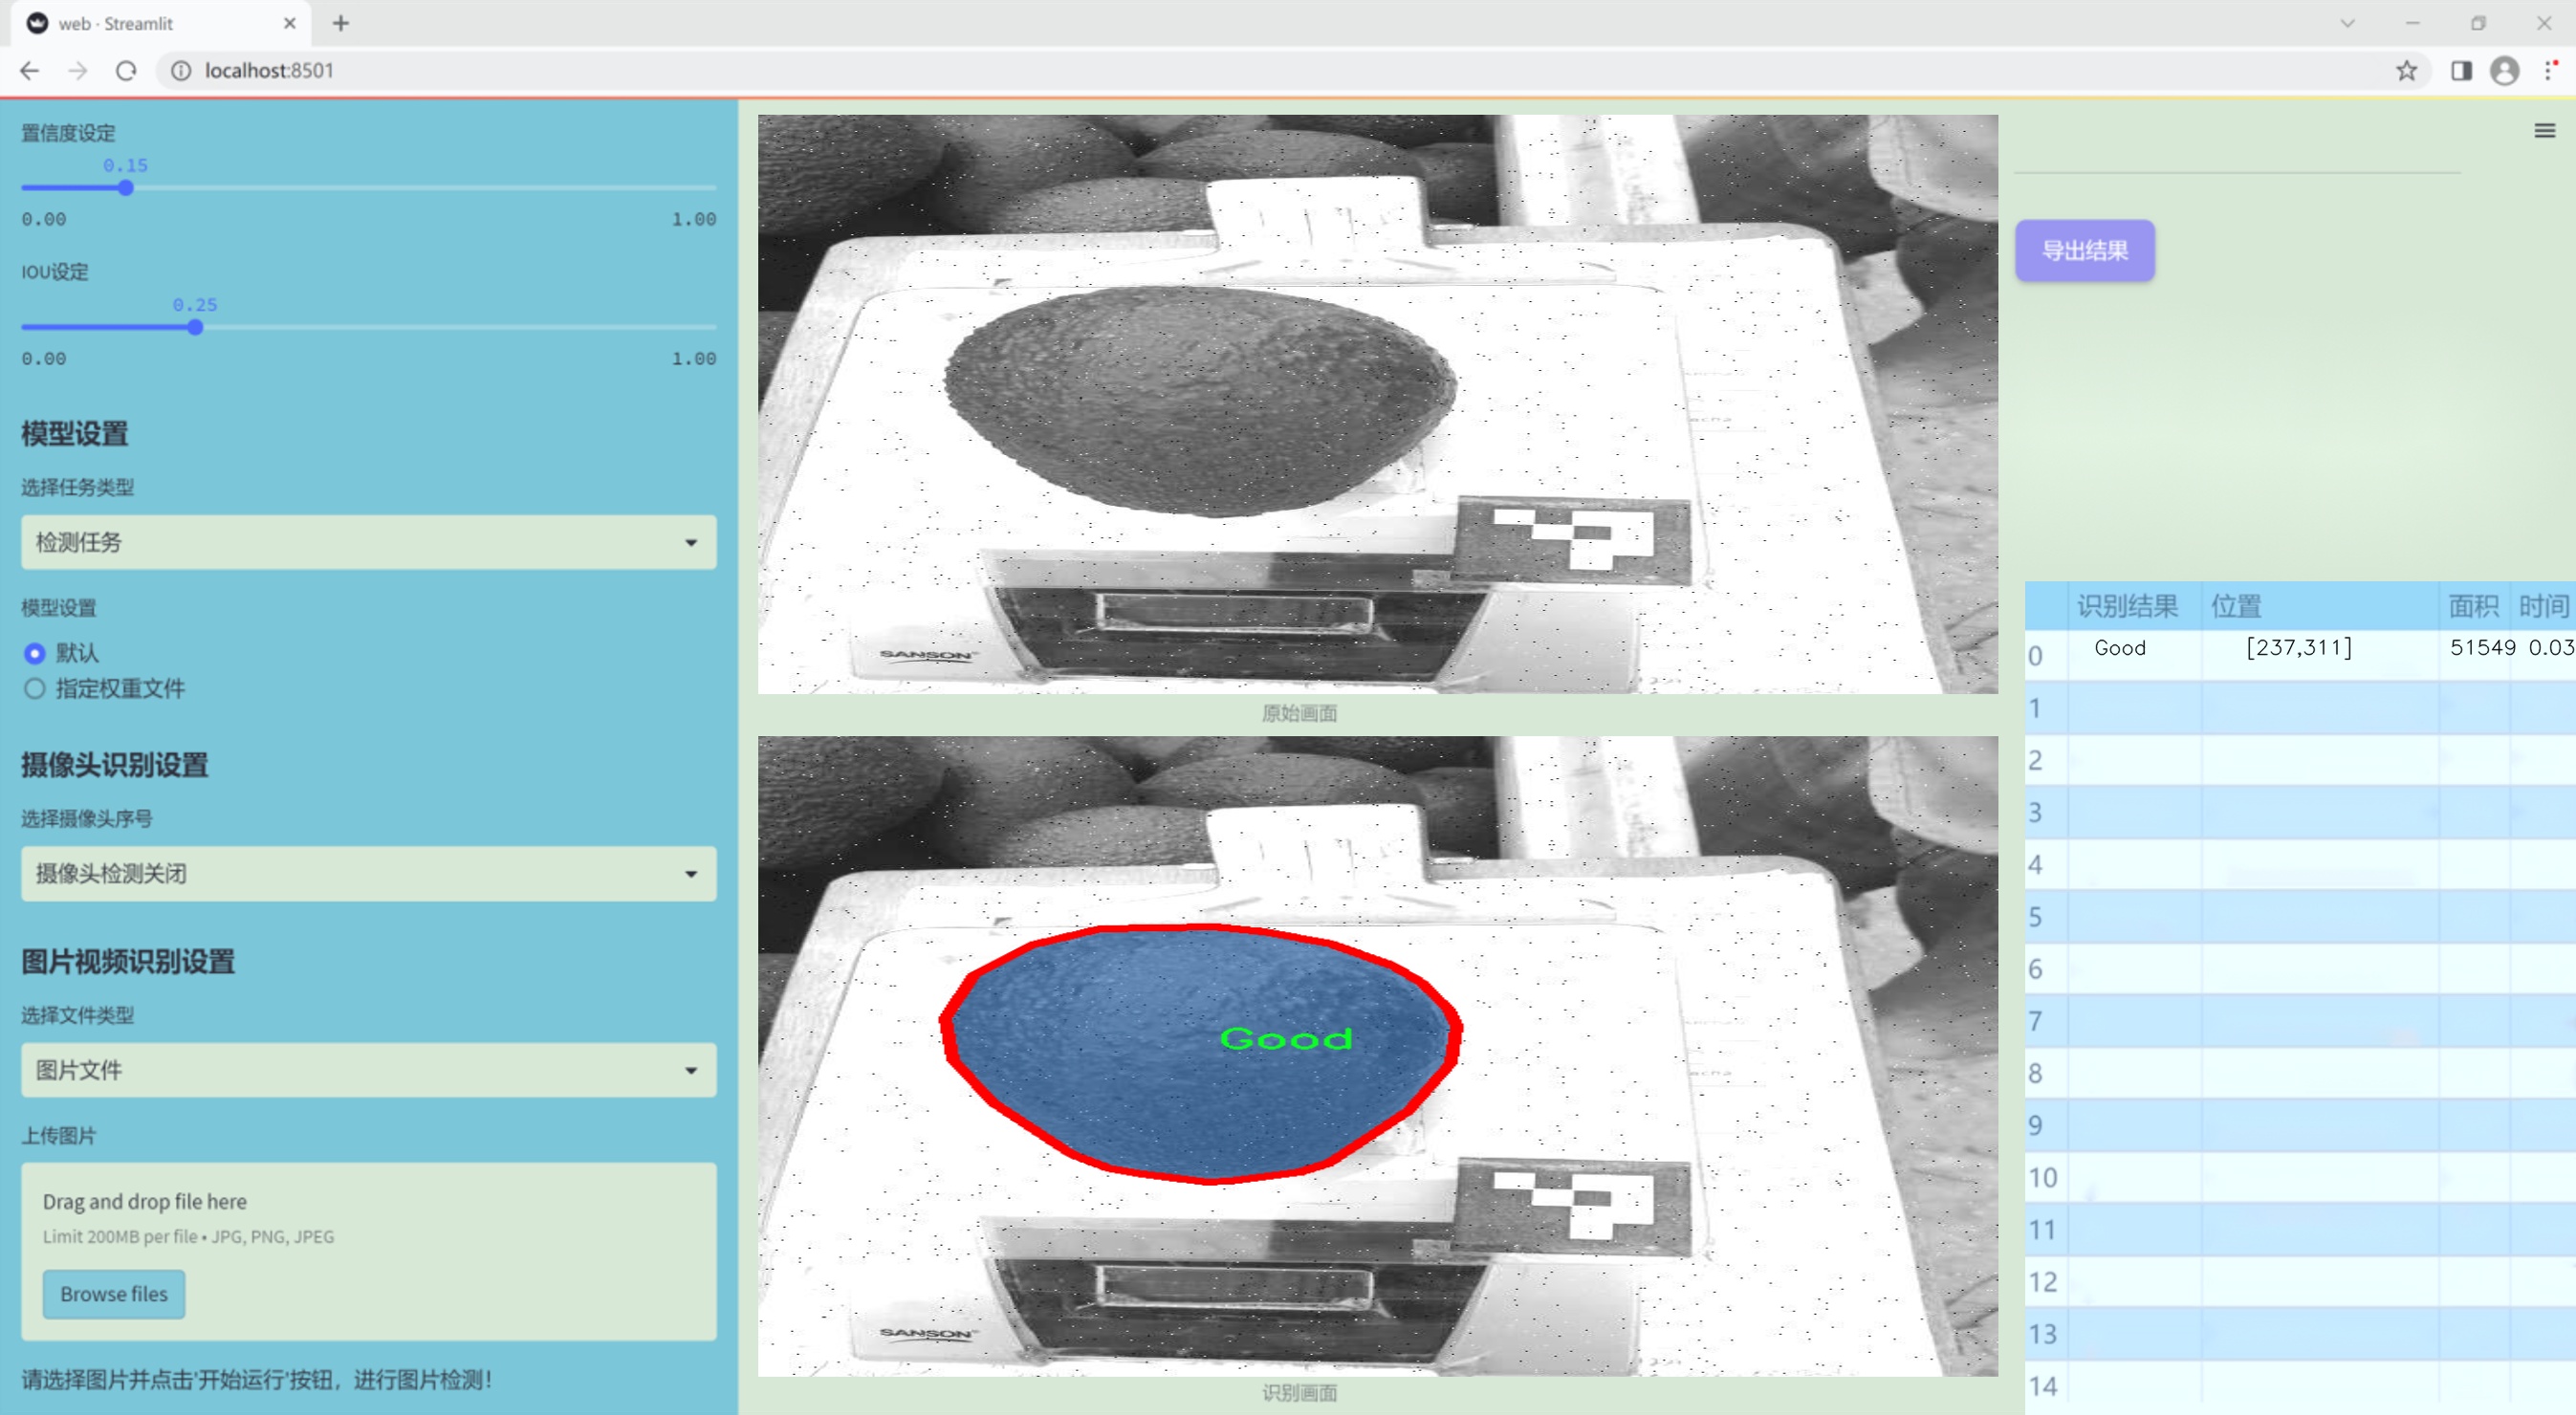 web · Streamlit
localhost:8501
置信度设定
0.15
0.00 1.00
IOU设定
0.25
0.00 1.00
模型设置
选择任务类型
检测任务
模型设置
默认
指定权重文件
摄像头识别设置
选择摄像头序号
摄像头检测关闭
图片视频识别设置
选择文件类型
图片文件
上传图片
Drag and drop file here
Limit 200MB per file • JPG, PNG, JPEG
Browse files
请选择图片并点击'开始运行'按钮，进行图片检测！
SANSON
原始画面
Good
SANSON
识别画面
导出结果
识别结果 位置 面积 时间
0 Good [237,311] 51549 0.03
1
2
3
4
5
6
7
8
9
10
11
12
13
14